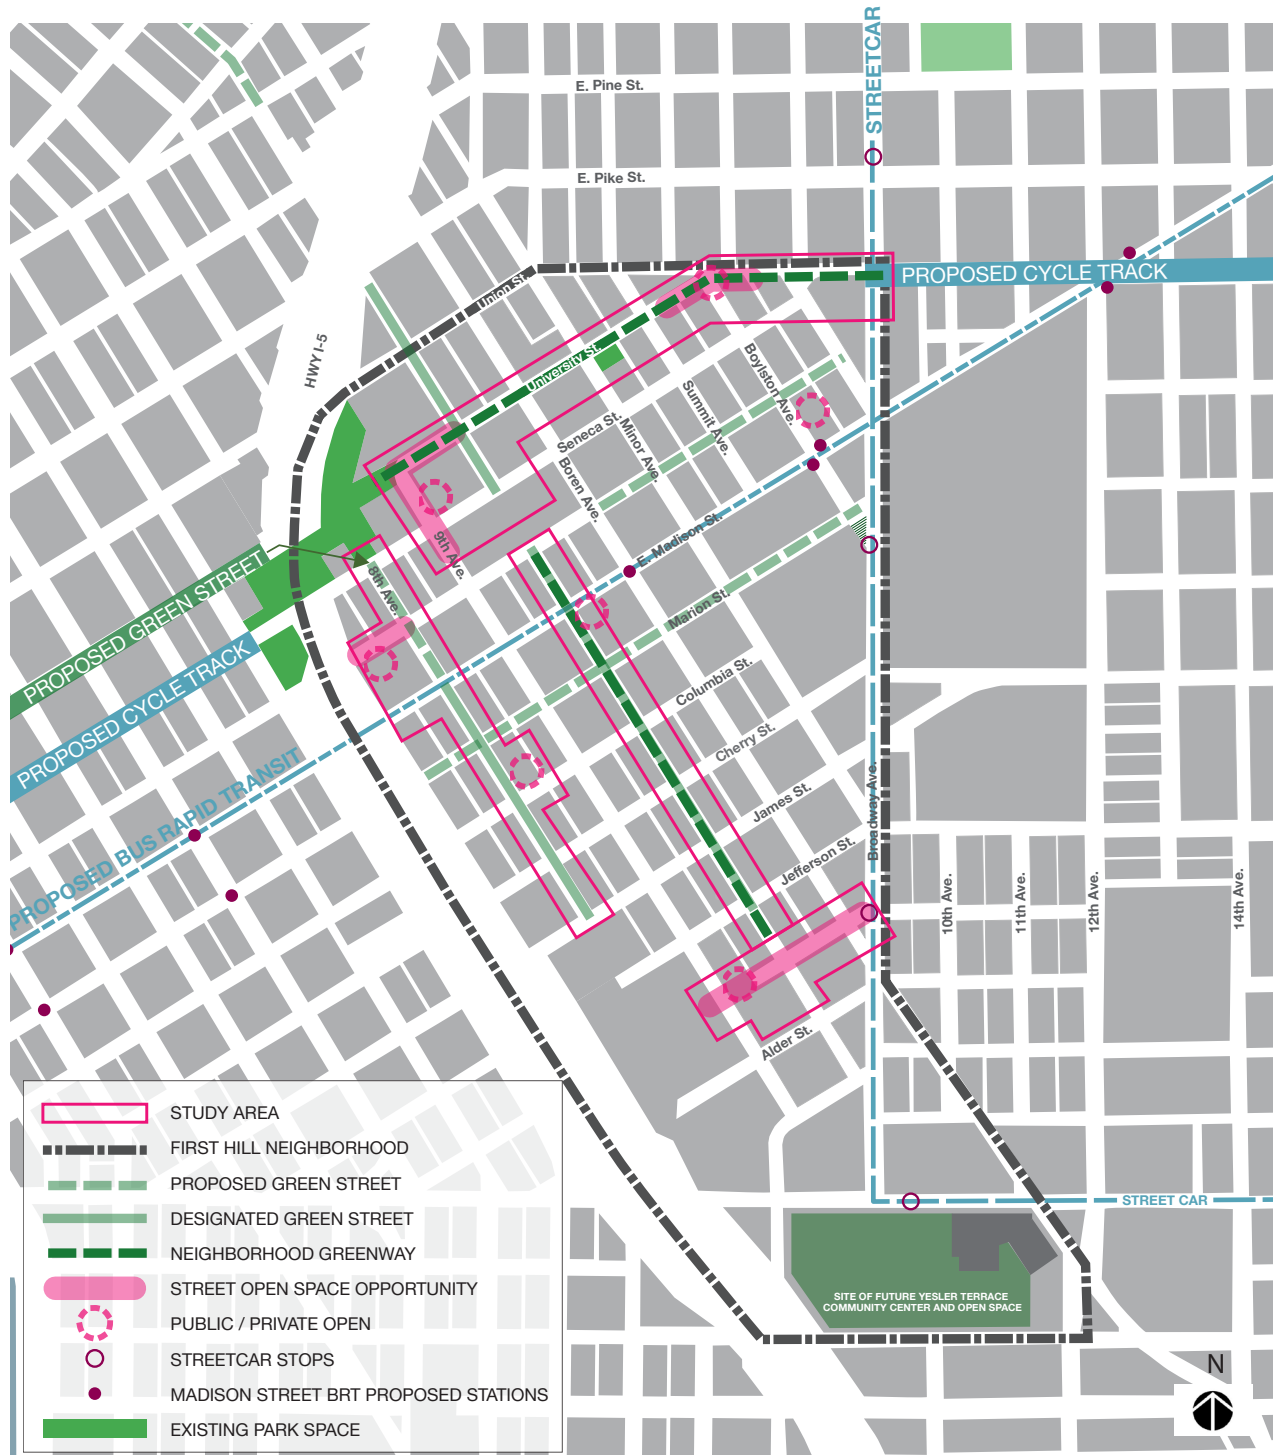 STREETCAR
E. Pine St.
E. Pike St.
PROPOSED CYCLE TRACK
Union St.
HWY I-5
University St.
Boylston Ave.
Summit Ave.
Seneca St.
Minor Ave.
Boren Ave.
9th Ave.
E. Madison St.
8th Ave.
PROPOSED GREEN STREET
Marion St.
PROPOSED CYCLE TRACK
Columbia St.
Cherry St.
PROPOSED BUS RAPID TRANSIT
James St.
Broadway Ave.
Jefferson St.
10th Ave.
11th Ave.
12th Ave.
14th Ave.
Alder St.
STREET CAR
SITE OF FUTURE YESLER TERRACE
COMMUNITY CENTER AND OPEN SPACE
STUDY AREA
FIRST HILL NEIGHBORHOOD
PROPOSED GREEN STREET
DESIGNATED GREEN STREET
NEIGHBORHOOD GREENWAY
STREET OPEN SPACE OPPORTUNITY
PUBLIC / PRIVATE OPEN
STREETCAR STOPS
MADISON STREET BRT PROPOSED STATIONS
EXISTING PARK SPACE
N